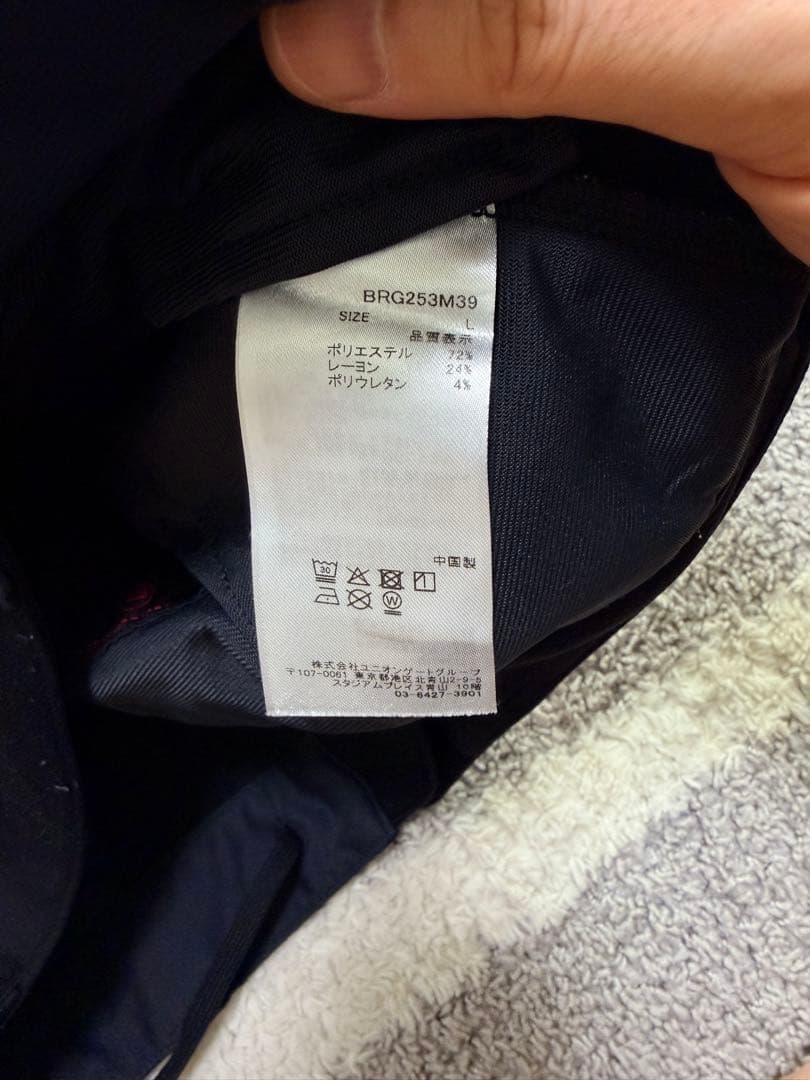 BRG253M39
SIZE L
品質表示
ポリエステル 72%
レーヨン 24%
ポリウレタン 4%
中国製
30
W
株式会社ユニオンゲートグループ
〒107-0061 東京都港区北青山2-9-5
スタジアムプレイス青山 10階
03-6427-3901